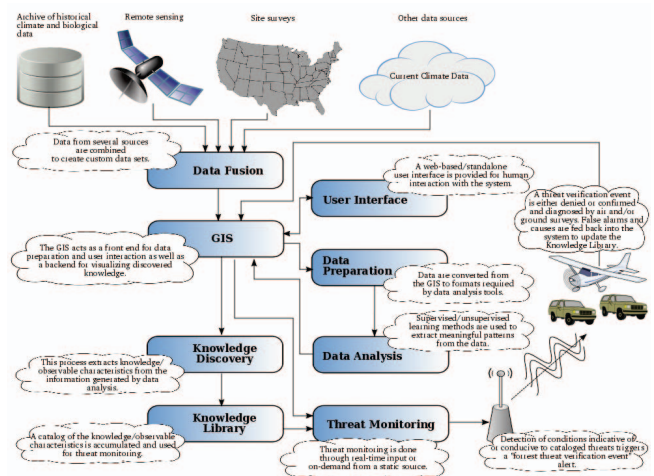 Archive of historical
climate and biological
data
Remote sensing
Site surveys
Other data sources
Current Climate Data
Data from several sources
are combined
to create custom data sets.
Data Fusion
A web-based/standalone
user interface is provided for human
interaction with the system.
User Interface
A threet verification event
is either denied or confirmed
and diagnosed by air and/or
ground surveys. False alarms and
causes are fed back into the
system to update the
Knowledge Library.
GIS
The GIS acts as a front end for data
preparation and user interaction as well as
a backend for visualizing discovered
knowledge.
Data
Preparation
Data are converted from
the GIS to formats required
by data analysis tools.
Supervised/unsupervised
learning methods are used to
extract meaningful patterns
from the data.
Data Analysis
Knowledge
Discovery
This process extracts knowledge/
observable characteristics from the
information generated by data
analysis.
Knowledge
Library
A catalog of the knowledge/observable
characteristics is accumulated and used
for threat monitoring.
Threat Monitoring
Threat monitoring is done
through real-time input or
on-demand from a static source.
Detection of conditions indicative of
or conducive to cataloged threats triggers
a "forrest threat verification event"
alert.